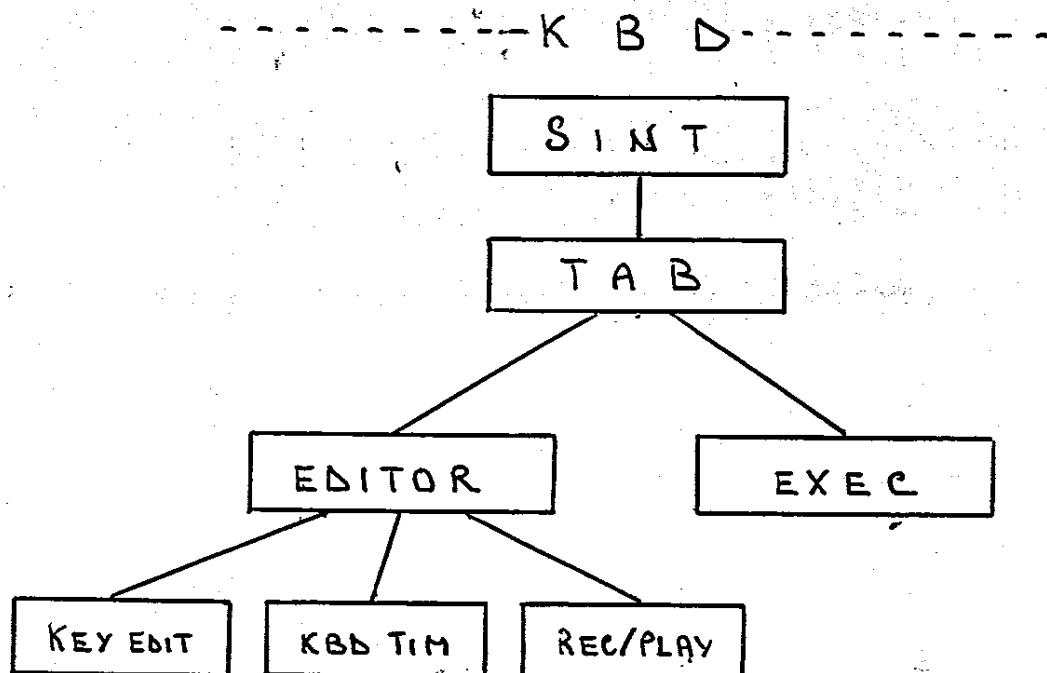 K B D
SINT
TAB
EDITOR EXEC
KEY EDIT KBD TIM REC/PLAY